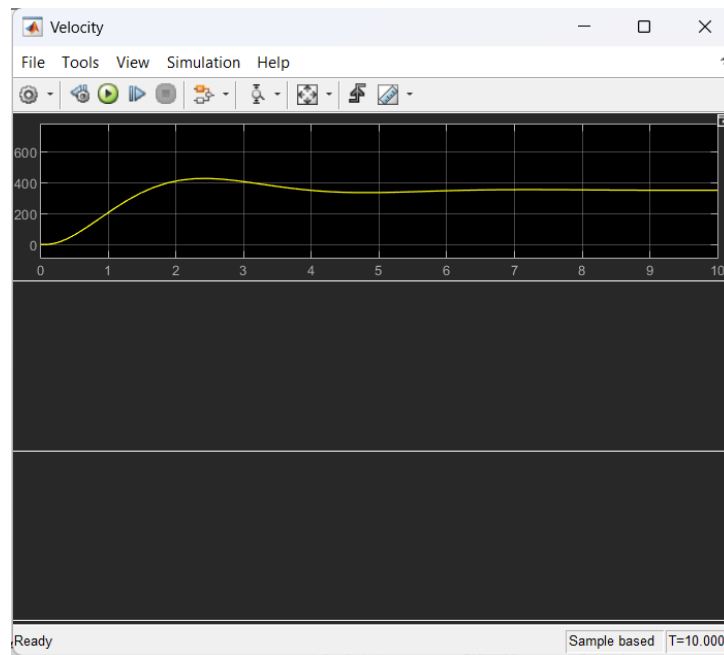 Velocity
File Tools View Simulation Help
600
400
200
0
0 1 2 3 4 5 6 7 8 9 10
Ready Sample based T=10.000